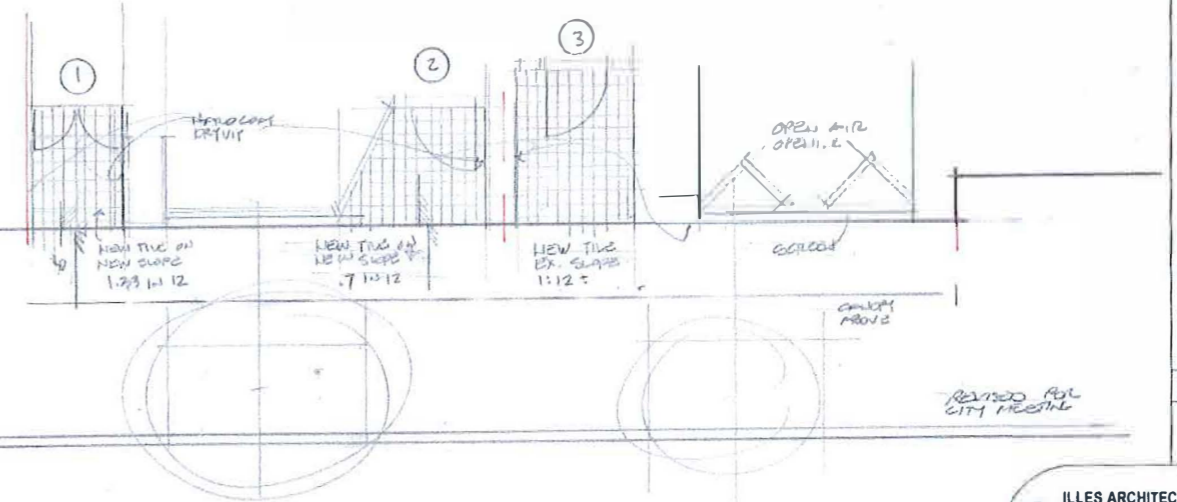 1
2
3
HARDCOAT
DRYVIT
OPEN AIR
NEW TILE ON
NEW SLOPE
1.33 IN 12
NEW TILE ON
NEW SLOPE
.7 IN 12
NEW TILE
EX. SLOPE
1:12 ±
SCREEN
CANOPY
ABOVE
REVISED FOR
CITY MEETING
ILLES ARCHITEC